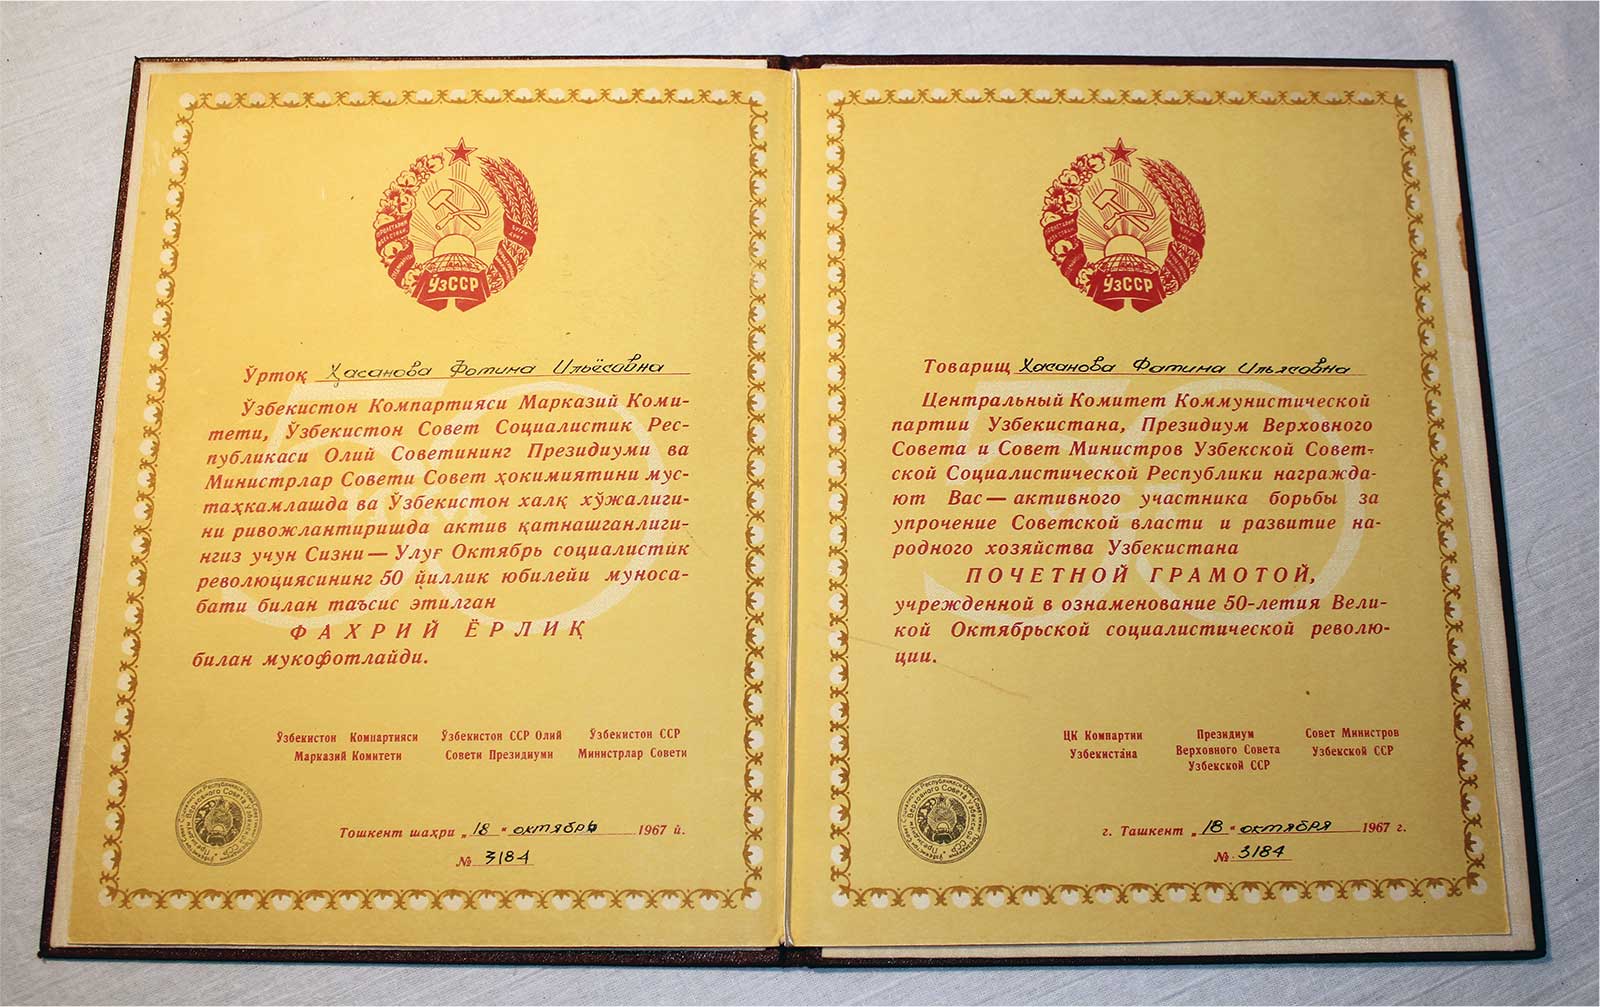 ЎзССР
Ўртоқ Ҳасанова Фотима Ильёсовна
Ўзбекистон Компартияси Марказий Коми-
тети, Ўзбекистон Совет Социалистик Рес-
публикаси Олий Советининг Президиуми ва
Министрлар Совети Совет ҳокимиятини мус-
таҳкамлашда ва Ўзбекистон халқ хўжалиги-
ни ривожлантиришда актив қатнашганлиги-
нгиз учун Сизни — Улуғ Октябрь социалистик
революциясининг 50 йиллик юбилейи муноса-
бати билан таъсис этилган
ФАХРИЙ ЁРЛИҚ
билан мукофотлайди.
Ўзбекистон Компартияси
Марказий Комитети
Ўзбекистон ССР Олий
Совети Президиуми
Ўзбекистон ССР
Министрлар Совети
Тошкент шаҳри „18" октябрь 1967 й.
№ 3184
ЎзССР
Товарищ Хасанова Фатима Ильясовна
Центральный Комитет Коммунистической
партии Узбекистана, Президиум Верховного
Совета и Совет Министров Узбекской Совет-
ской Социалистической Республики награжда-
ют Вас — активного участника борьбы за
упрочение Советской власти и развитие на-
родного хозяйства Узбекистана
ПОЧЕТНОЙ ГРАМОТОЙ,
учрежденной в ознаменование 50-летия Вели-
кой Октябрьской социалистической револю-
ции.
ЦК Компартии
Узбекистана
Президиум
Верховного Совета
Узбекской ССР
Совет Министров
Узбекской ССР
г. Ташкент „18" октября 1967 г.
№ 3184